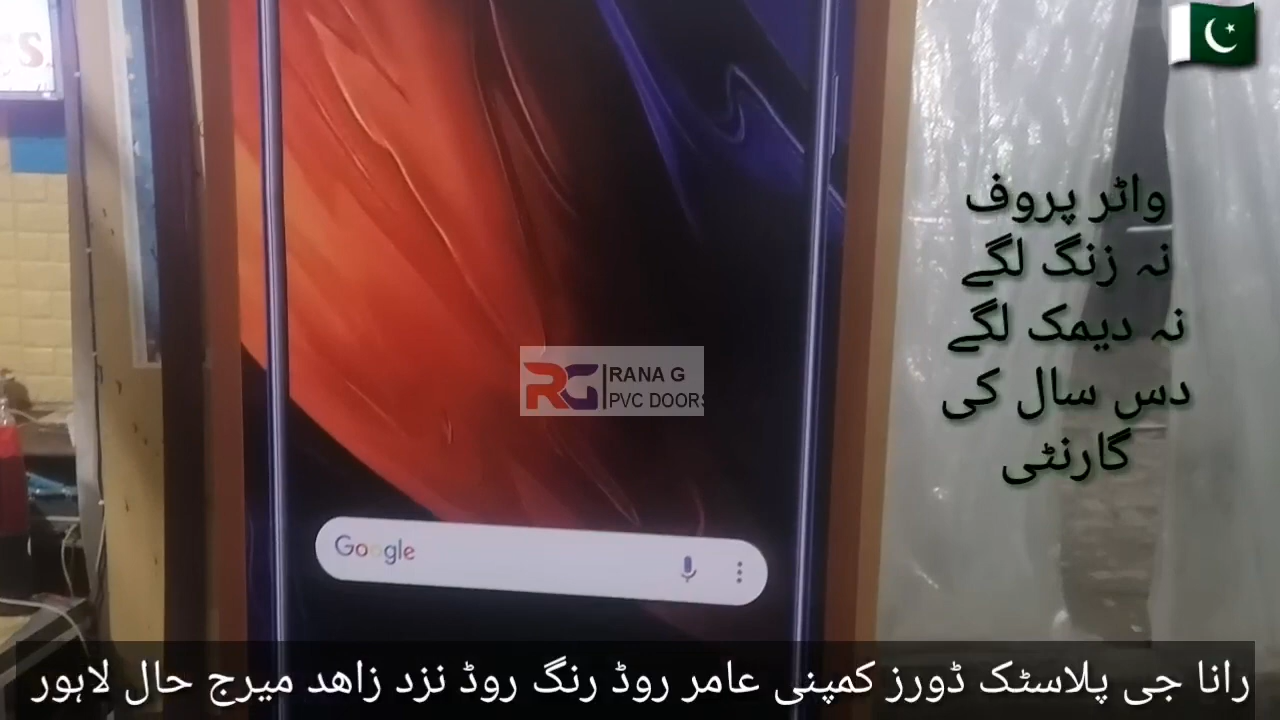 واٹر پروف
نہ زنگ لگے
نہ دیمک لگے
دس سال کی
گارنٹی
RG
RANA G
PVC DOORS
Google
رانا جی پلاسٹک ڈورز کمپنی عامر روڈ رنگ روڈ نزد زاھد میرج حال لاہور